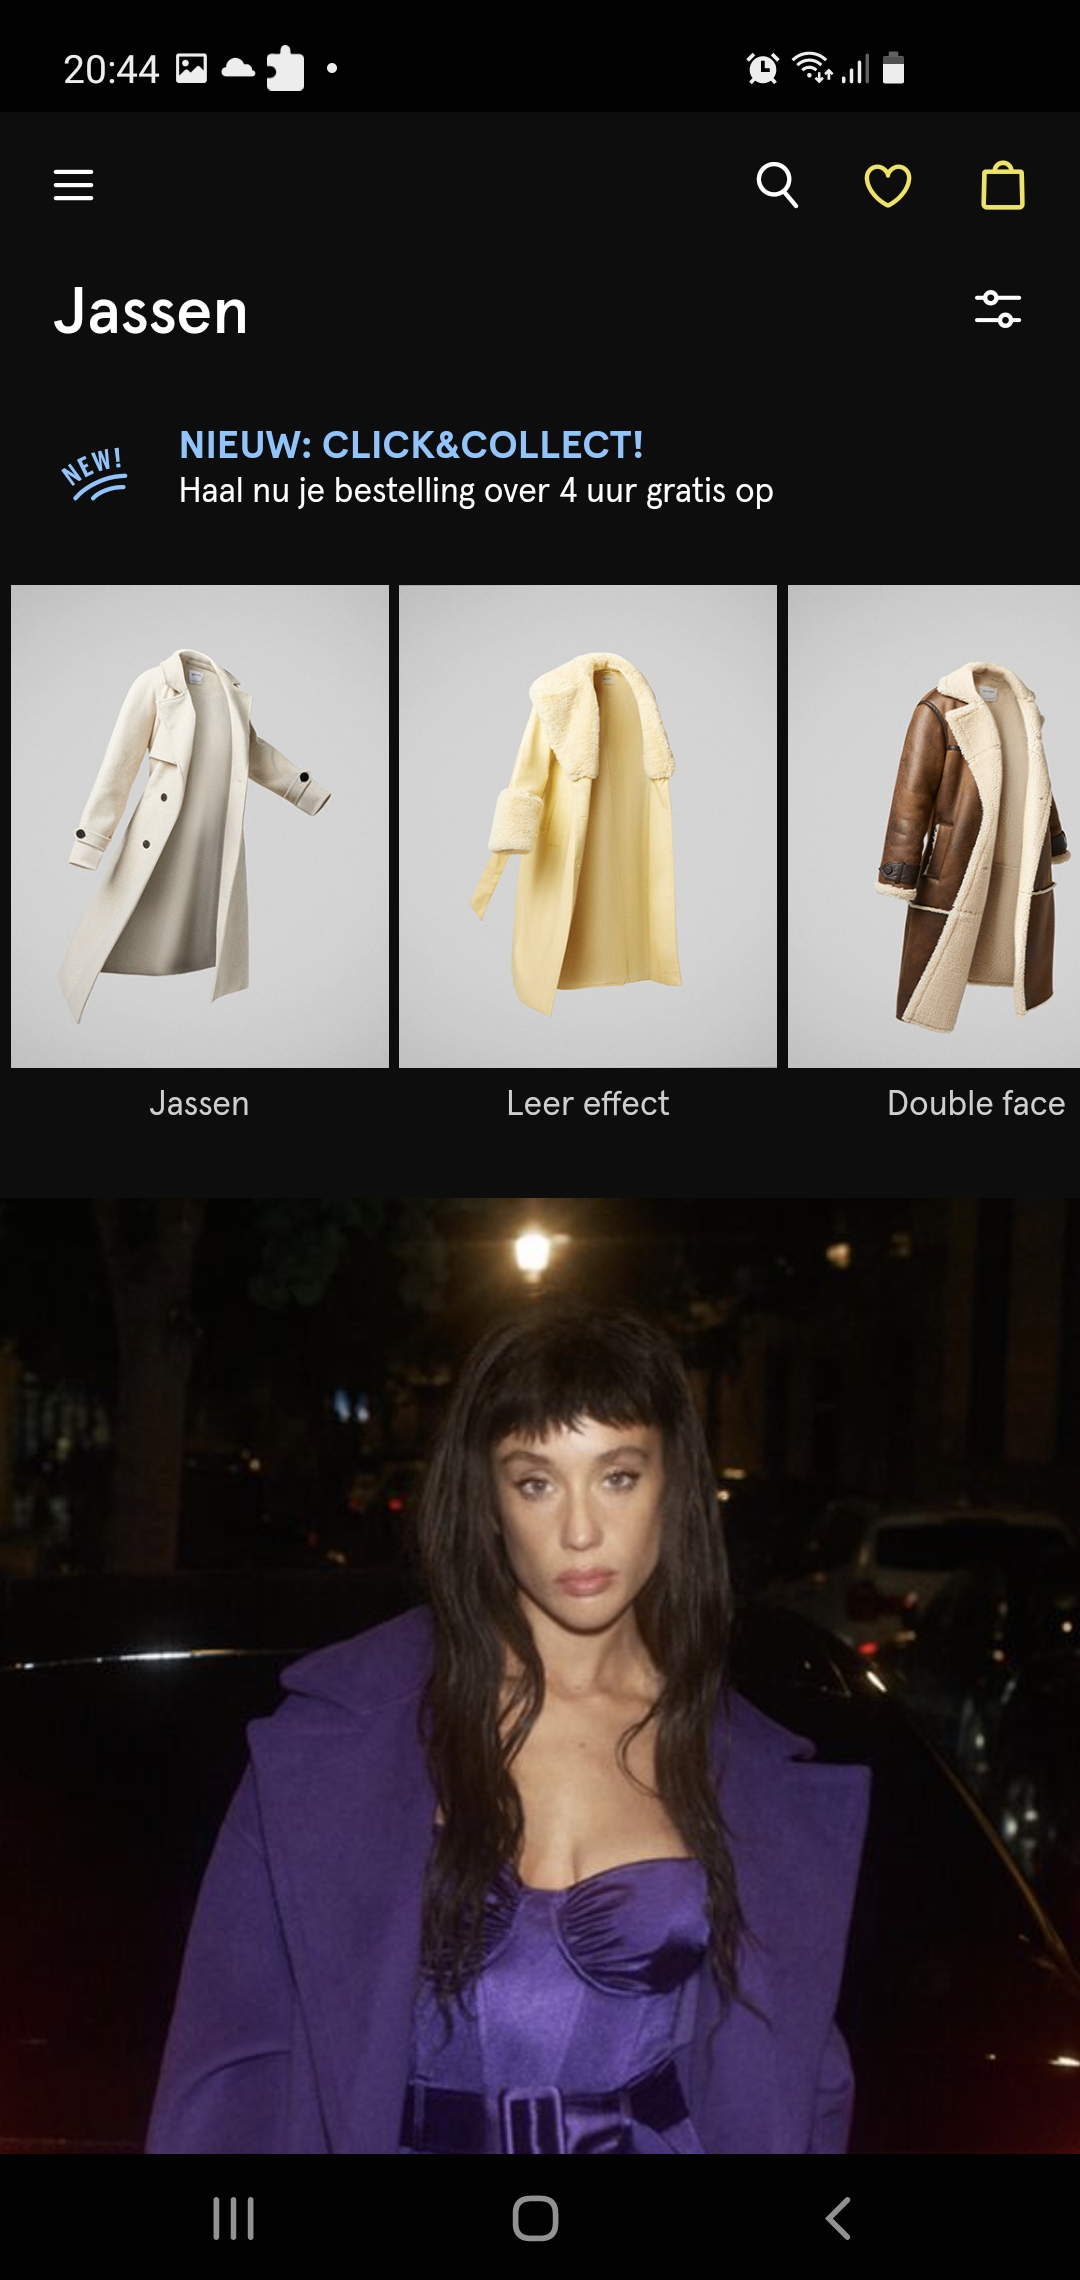 20:44
Jassen
NEW!
NIEUW: CLICK&COLLECT!
Haal nu je bestelling over 4 uur gratis op
Jassen
Leer effect
Double face